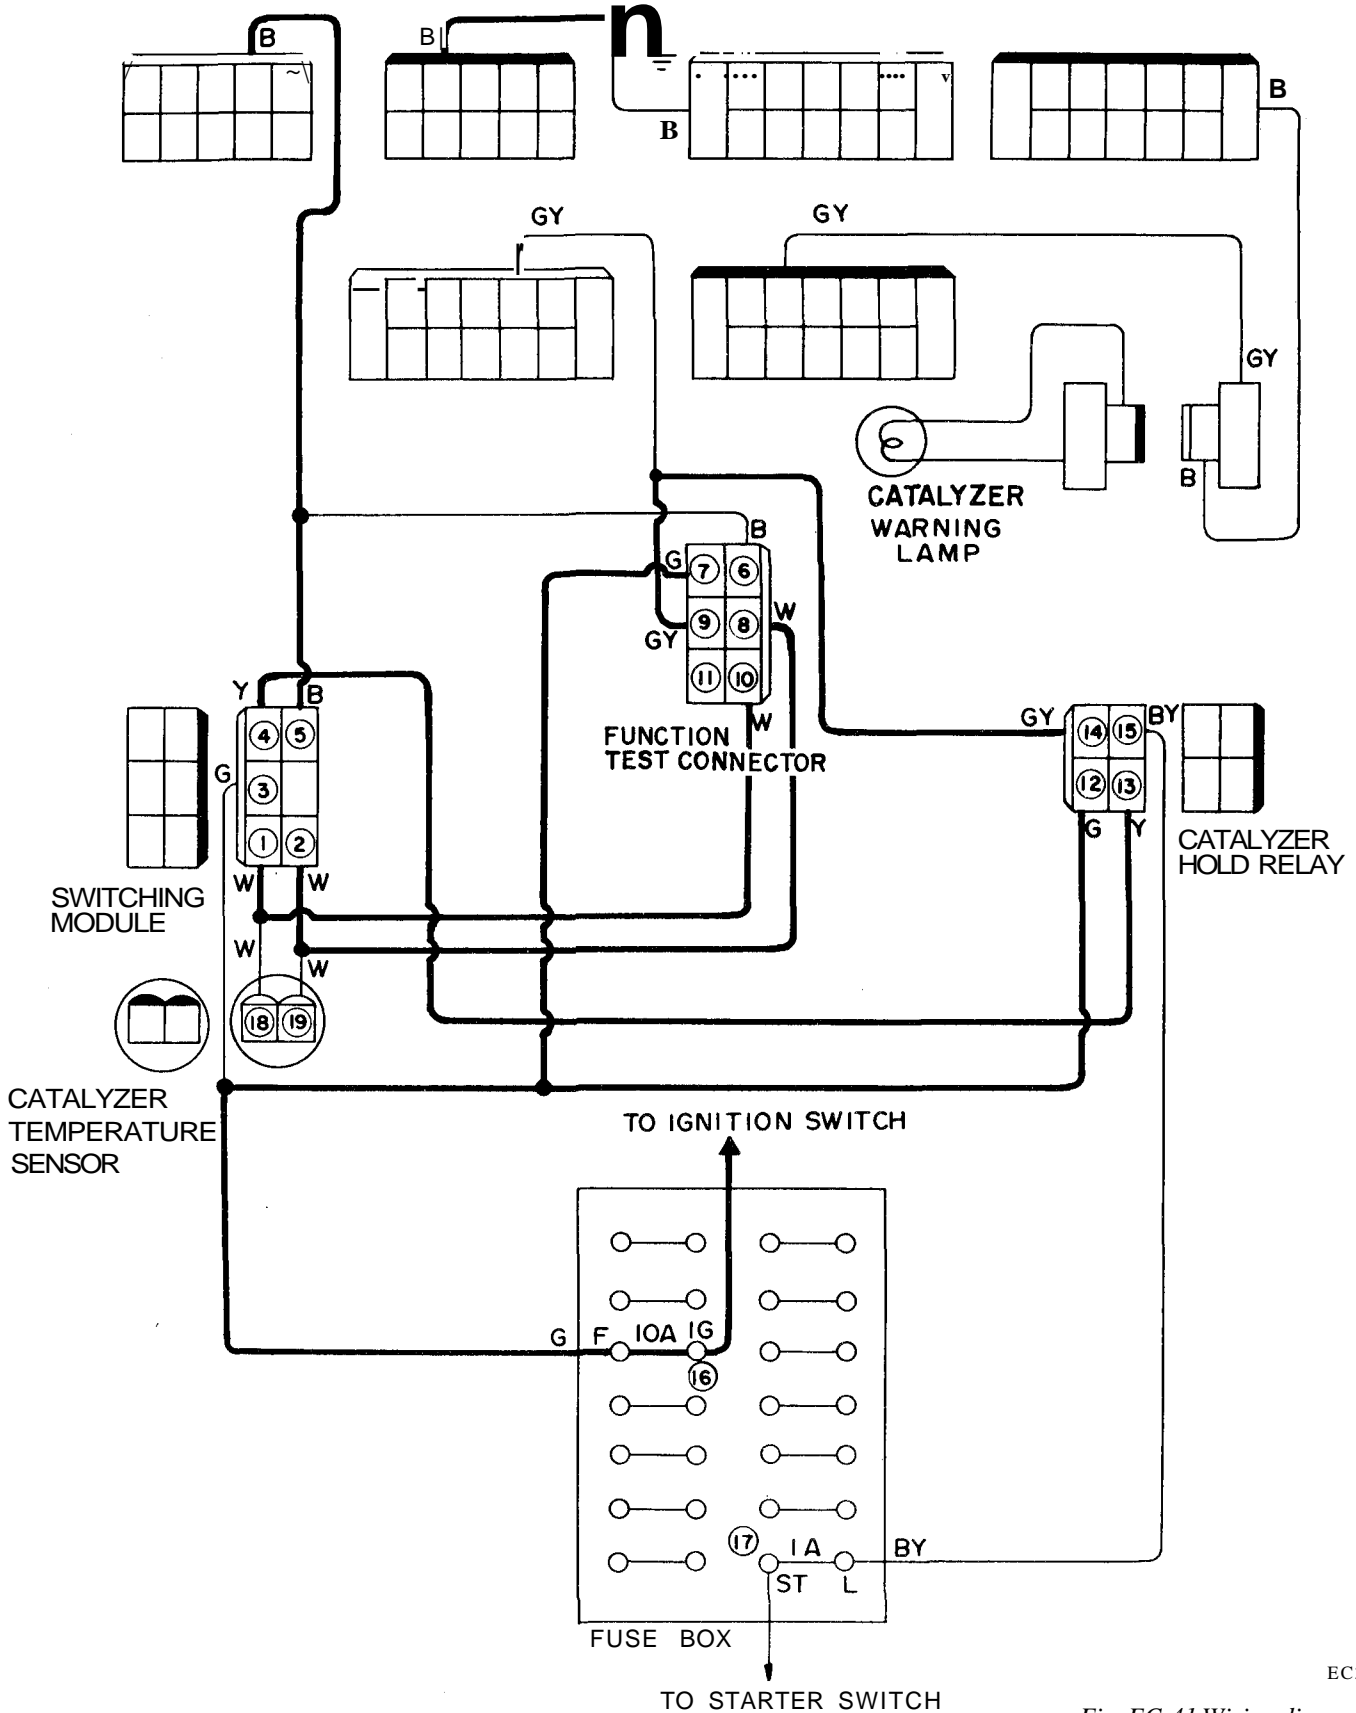 B
B
n
B
B
GY
GY
GY
B
CATALYZER
WARNING
LAMP
B
G
7 6
W
9 8
GY
11 10
W
FUNCTION
TEST CONNECTOR
Y
B
4 5
G
3
1 2
W
W
SWITCHING
MODULE
W
W
18 19
CATALYZER
TEMPERATURE
SENSOR
GY
BY
14 15
12 13
G
Y
CATALYZER
HOLD RELAY
TO IGNITION SWITCH
G F 10A IG
16
17
1A
BY
ST L
FUSE BOX
TO STARTER SWITCH